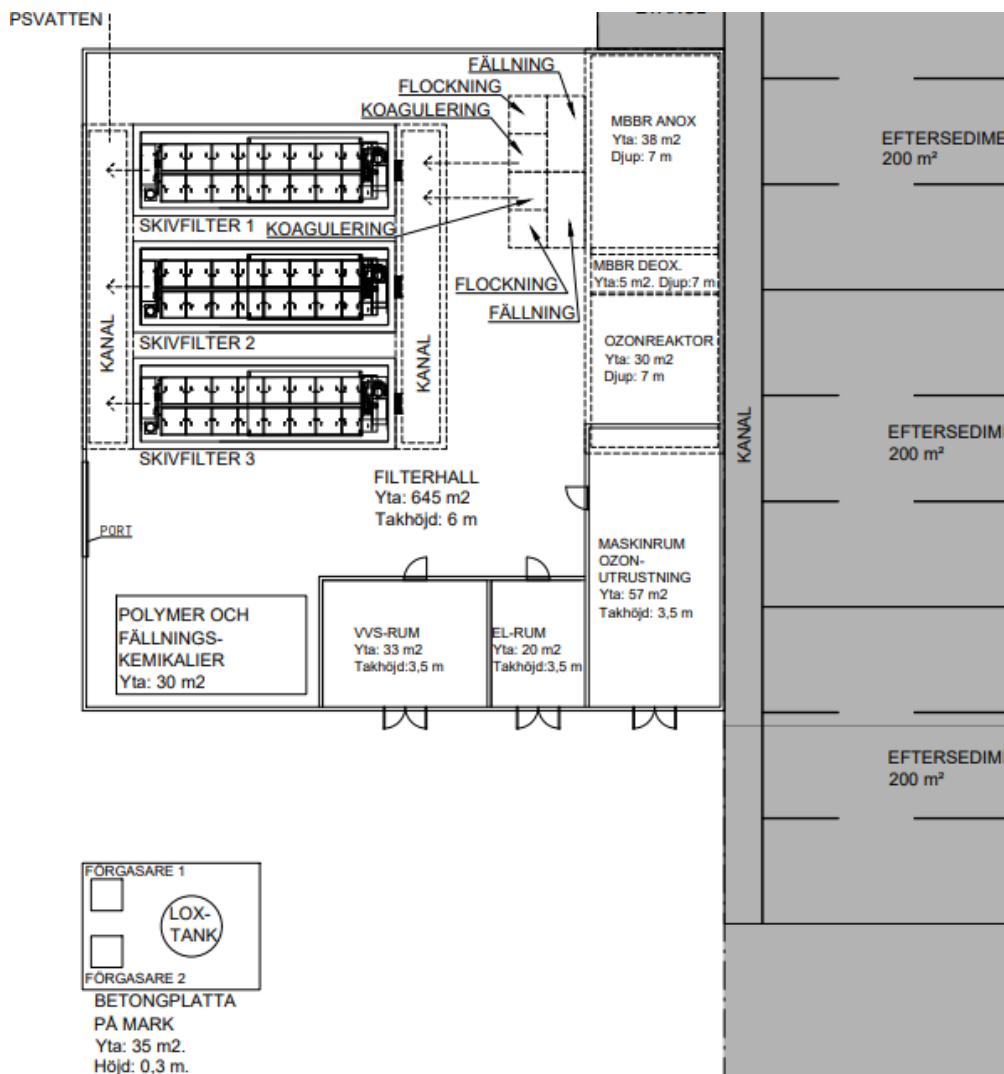 PSVATTEN
FÄLLNING
FLOCKNING
KOAGULERING
MBBR ANOX
Yta: 38 m2
Djup: 7 m
EFTERSEDIME
200 m²
SKIVFILTER 1
KOAGULERING
MBBR DEOX.
Yta:5 m2. Djup:7 m
FLOCKNING
FÄLLNING
KANAL
SKIVFILTER 2
KANAL
OZONREAKTOR
Yta: 30 m2
Djup: 7 m
KANAL
EFTERSEDIME
200 m²
SKIVFILTER 3
FILTERHALL
Yta: 645 m2
Takhöjd: 6 m
PORT
MASKINRUM
OZON-
UTRUSTNING
Yta: 57 m2
Takhöjd: 3,5 m
POLYMER OCH
FÄLLNINGS-
KEMIKALIER
Yta: 30 m2
VVS-RUM
Yta: 33 m2
Takhöjd:3,5 m
EL-RUM
Yta: 20 m2
Takhöjd:3,5 m
EFTERSEDIME
200 m²
FÖRGASARE 1
LOX-
TANK
FÖRGASARE 2
BETONGPLATTA
PÅ MARK
Yta: 35 m2.
Höjd: 0,3 m.